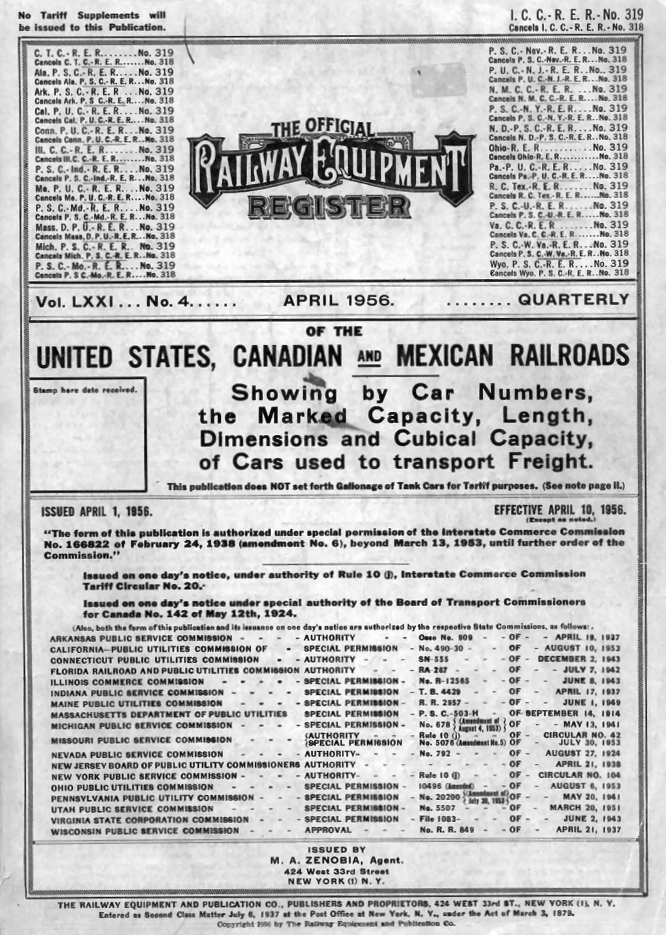 No Tariff Supplements will
be issued to this Publication.
I. C. C.- R. E. R.- No. 319
Cancels I. C. C.- R. E. R.- No. 318
C. T. C.- R. E. R........No. 319
Cancels C. T. C.- R. E. R.....No. 318
Ala. P. S. C.- R. E. R....No. 319
Cancels Ala. P. S. C.- R. E. R...No. 318
Ark. P. S. C.- R. E. R ...No. 319
Cancels Ark. P. S C.- R. E. R...No. 318
Cal. P. U. C.- R. E. R....No. 319
Cancels Cal. P. U. C.- R. E. R...No. 318
Conn. P. U. C.- R. E. R...No. 319
Cancels Conn. P. U. C.- R. E. R..No. 318
Ill. C. C.- R. E. R ......No. 319
Cancels Ill. C. C.- R. E. R......No. 318
P. S. C.- Ind.- R. E. R...No. 319
Cancels P. S. C.-Ind.- R. E. R...No. 318
Me. P. U. C.- R. E. R.....No. 319
Cancels Me. P. U. C.- R. E. R....No. 318
P. S. C.- Md.- R. E. R....No. 319
Cancels P. S. C.-Md.- R. E. R....No. 318
Mass. D. P. U.- R. E. R...No. 319
Cancels Mass. D. P. U.- R. E. R..No. 318
Mich. P. S. C.- R. E. R...No. 319
Cancels Mich. P. S. C.- R. E. R..No. 318
P. S. C.- Mo.- R. E. R....No. 319
Cancels P. S C.-Mo.- R. E. R.....No. 318
THE OFFICIAL
RAILWAY EQUIPMENT
REGISTER
P. S. C.- Nev.- R. E. R...No. 319
Cancels P. S. C.-Nev.- R. E. R...No. 318
P. U. C.- N. J.- R. E. R..No. 319
Cancels P. U. C.-N. J.- R. E. R..No. 318
N. M. C. C.- R. E. R .....No. 319
Cancels N. M. C. C.- R. E. R.....No. 318
P. S. C.- N. Y.- R. E. R..No. 319
Cancels P. S. C.-N. Y.- R. E. R..No. 318
N. D.- P. S. C.- R. E. R..No. 319
Cancels N. D.- P. S. C.- R. E. R.No. 318
Ohio- R. E. R ............No. 319
Cancels Ohio- R. E. R............No. 318
Pa.- P. U. C.- R. E. R....No. 319
Cancels Pa.- P. U. C.- R. E. R...No. 318
R. C. Tex.- R. E. R.......No. 319
Cancels R. C. Tex.- R. E. R......No. 318
P. S. C.- U.- R. E. R.....No. 319
Cancels P. S. C.- U.- R. E. R....No. 318
Va. C. C.- R. E. R........No. 319
Cancels Va. C. C.- R. E. R.......No. 318
P. S. C.- W. Va.- R. E. R.No. 319
Cancels P. S. C.- W. Va.- R. E. R.No. 318
Wyo. P. S. C.- R. E. R....No. 319
Cancels Wyo. P. S. C.- R. E. R...No. 318
Vol. LXXI ... No. 4...... APRIL 1956. ........ QUARTERLY
OF THE
UNITED STATES, CANADIAN AND MEXICAN RAILROADS
Stamp here date received.
Showing by Car Numbers,
the Marked Capacity, Length,
Dimensions and Cubical Capacity,
of Cars used to transport Freight.
This publication does NOT set forth Gallonage of Tank Cars for Tariff purposes. (See note page II.)
ISSUED APRIL 1, 1956. EFFECTIVE APRIL 10, 1956.
(Except as noted.)
"The form of this publication is authorized under special permission of the Interstate Commerce Commission
No. 166822 of February 24, 1938 (amendment No. 6), beyond March 13, 1953, until further order of the
Commission."
Issued on one day's notice, under authority of Rule 10 (j), Interstate Commerce Commission
Tariff Circular No. 20.
Issued on one day's notice under special authority of the Board of Transport Commissioners
for Canada No. 142 of May 12th, 1924.
(Also, both the form of this publication and its issuance on one day's notice are authorized by the respective State Commissions, as follows:
ARKANSAS PUBLIC SERVICE COMMISSION - - - - AUTHORITY - - Case No. 909 - - OF - APRIL 19, 1937
CALIFORNIA—PUBLIC UTILITIES COMMISSION OF - - SPECIAL PERMISSION - No. 490-30 - - OF - AUGUST 10, 1953
CONNECTICUT PUBLIC UTILITIES COMMISSION - - - AUTHORITY - - SN-555 - - OF - DECEMBER 2, 1943
FLORIDA RAILROAD AND PUBLIC UTILITIES COMMISSION AUTHORITY - - RA-267 - - OF - JULY 7, 1942
ILLINOIS COMMERCE COMMISSION - - - - SPECIAL PERMISSION - No. R-12565 - - OF - JUNE 8, 1943
INDIANA PUBLIC SERVICE COMMISSION - - - SPECIAL PERMISSION - T. B. 4429 - - OF - APRIL 17, 1937
MAINE PUBLIC UTILITIES COMMISSION - - - SPECIAL PERMISSION - R. R. 2957 - - OF - JUNE 1, 1949
MASSACHUSETTS DEPARTMENT OF PUBLIC UTILITIES SPECIAL PERMISSION - P. S. C.-503-H - OF - SEPTEMBER 14, 1914
MICHIGAN PUBLIC SERVICE COMMISSION - - - SPECIAL PERMISSION - No. 678 {(Amendment of August 4, 1953)} - OF - MAY 13, 1941
MISSOURI PUBLIC SERVICE COMMISSION - - - {AUTHORITY - - Rule 10 (j) - - OF - CIRCULAR NO. 42
{SPECIAL PERMISSION - No. 5076 (Amendment No. 5) - OF - JULY 30, 1953
NEVADA PUBLIC SERVICE COMMISSION - - - AUTHORITY- - - No. 792 - - OF - AUGUST 27, 1924
NEW JERSEY BOARD OF PUBLIC UTILITY COMMISSIONERS AUTHORITY - - - OF - APRIL 21, 1938
NEW YORK PUBLIC SERVICE COMMISSION - - - AUTHORITY- - - Rule 10 (j) - - OF - CIRCULAR NO. 104
OHIO PUBLIC UTILITIES COMMISSION - - - SPECIAL PERMISSION - 10496 (Amended) - - OF - AUGUST 6, 1953
PENNSYLVANIA PUBLIC UTILITY COMMISSION - - SPECIAL PERMISSION - No. 20200 {(Amendment of July 30, 1953)} - OF - MAY 20, 1941
UTAH PUBLIC SERVICE COMMISSION - - - - SPECIAL PERMISSION - No. 5507 - - OF - MARCH 20, 1951
VIRGINIA STATE CORPORATION COMMISSION - - SPECIAL PERMISSION - File 1083- - - OF - JUNE 2, 1943
WISCONSIN PUBLIC SERVICE COMMISSION - - - APPROVAL - - No. R. R. 849 - - OF - APRIL 21, 1937
ISSUED BY
M. A. ZENOBIA, Agent.
424 West 33rd Street
NEW YORK (1) N. Y.
THE RAILWAY EQUIPMENT AND PUBLICATION CO., PUBLISHERS AND PROPRIETORS, 424 WEST 33rd ST., NEW YORK (1), N. Y.
Entered as Second Class Matter July 6, 1937 at the Post Office at New York, N. Y., under the Act of March 3, 1879.
Copyright 1956 by The Railway Equipment and Publication Co.